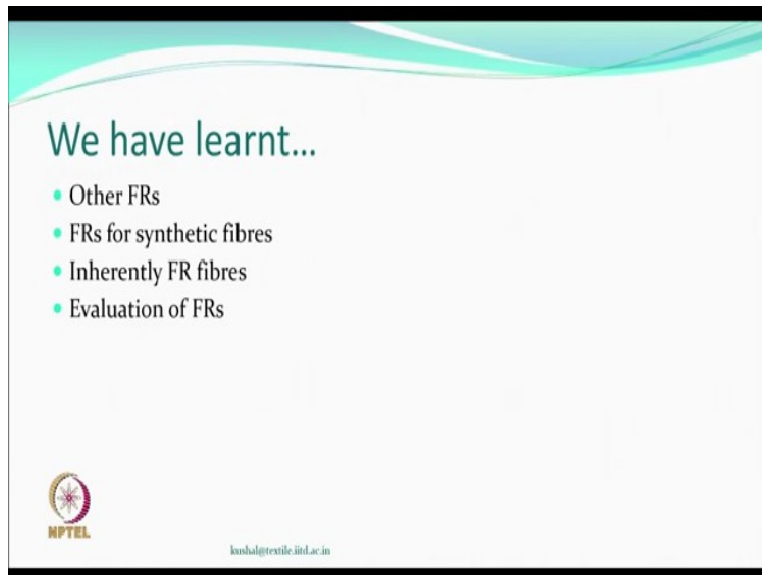 We have learnt...
• Other FRs
• FRs for synthetic fibres
• Inherently FR fibres
• Evaluation of FRs
NPTEL
kushal@textile.iitd.ac.in